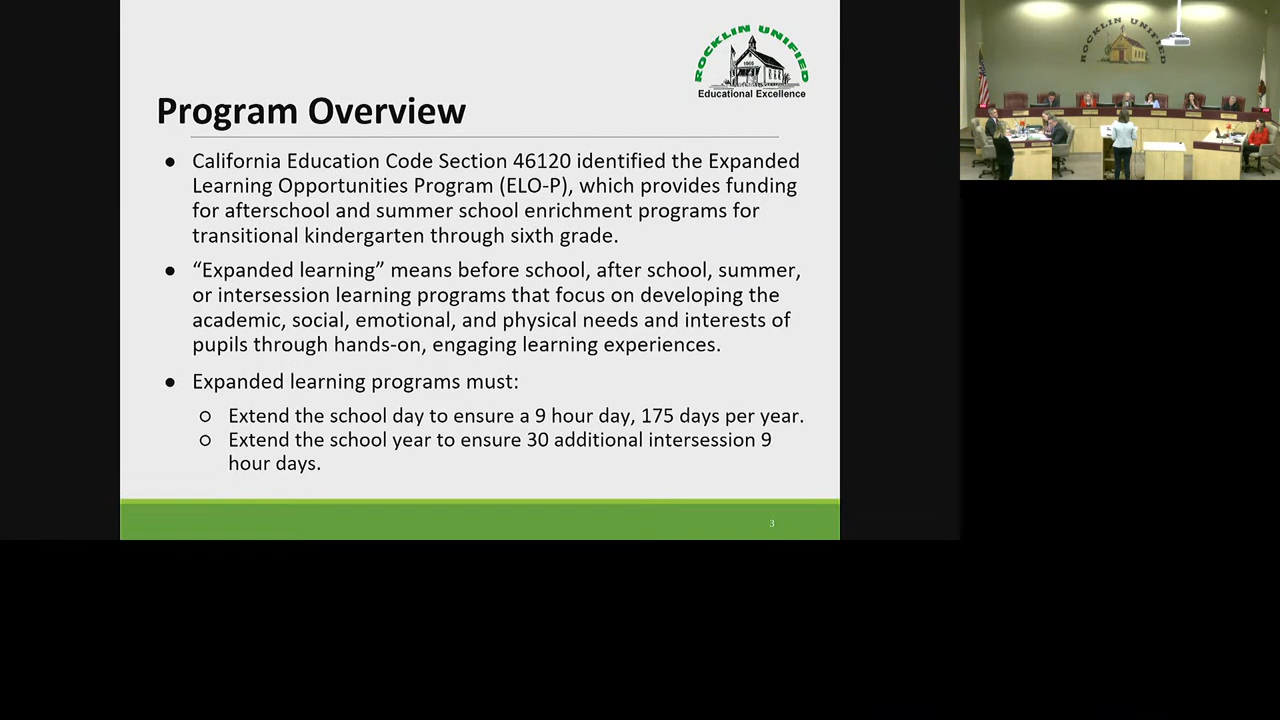 ROCKLIN UNIFIED
Educational Excellence
Program Overview
● California Education Code Section 46120 identified the Expanded
Learning Opportunities Program (ELO-P), which provides funding
for afterschool and summer school enrichment programs for
transitional kindergarten through sixth grade.
● “Expanded learning” means before school, after school, summer,
or intersession learning programs that focus on developing the
academic, social, emotional, and physical needs and interests of
pupils through hands-on, engaging learning experiences.
● Expanded learning programs must:
○ Extend the school day to ensure a 9 hour day, 175 days per year.
○ Extend the school year to ensure 30 additional intersession 9
hour days.
3
ROCKLIN UNIFIED